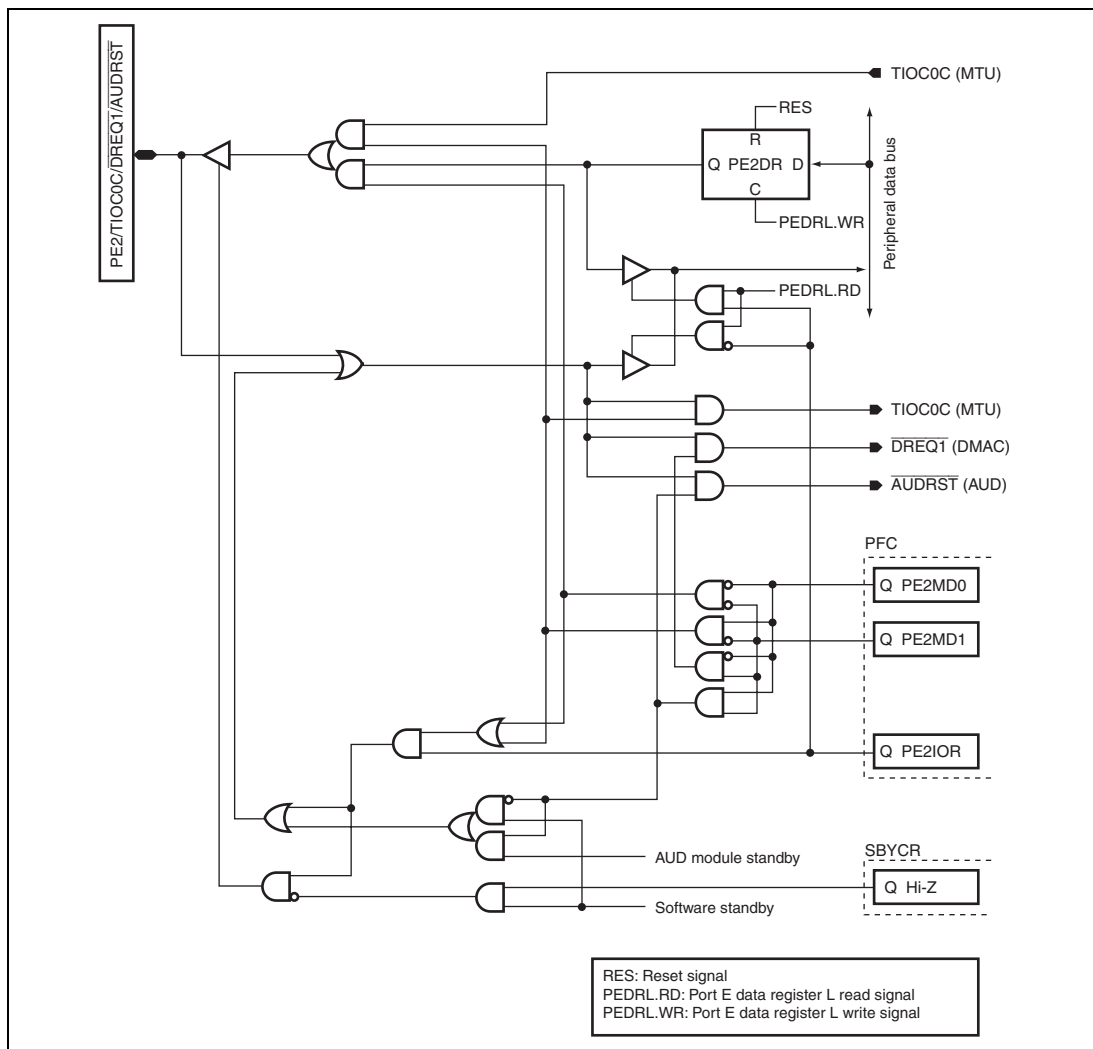 PE2/TIOC0C/DREQ1/AUDRST
TIOC0C (MTU)
RES
R
Q PE2DR D
C
PEDRL.WR
Peripheral data bus
PEDRL.RD
TIOC0C (MTU)
DREQ1 (DMAC)
AUDRST (AUD)
PFC
Q PE2MD0
Q PE2MD1
Q PE2IOR
AUD module standby
SBYCR
Q Hi-Z
Software standby
RES: Reset signal
PEDRL.RD: Port E data register L read signal
PEDRL.WR: Port E data register L write signal